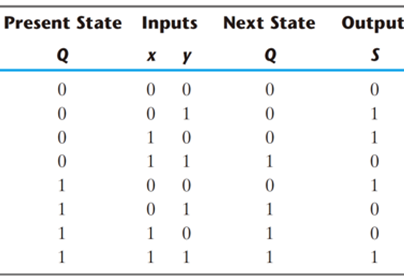 Present State Inputs Next State Output
Q x y Q S
0 0 0 0 0
0 0 1 0 1
0 1 0 0 1
0 1 1 1 0
1 0 0 0 1
1 0 1 1 0
1 1 0 1 0
1 1 1 1 1